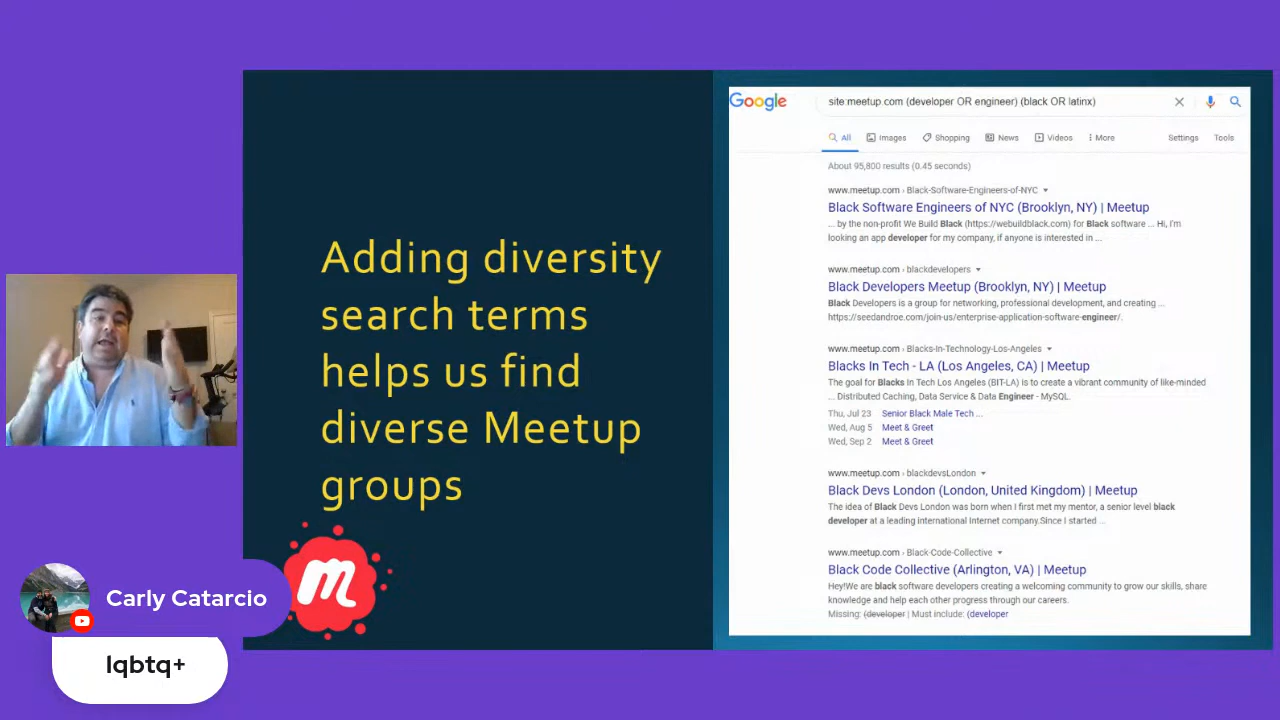 Adding diversity
search terms
helps us find
diverse Meetup
groups
m
Carly Catarcio
lqbtq+
Google
site meetup.com (developer OR engineer) (black OR latinx)
All Images Shopping News Videos More Settings Tools
About 95,800 results (0.45 seconds)
www.meetup.com › Black-Software-Engineers-of-NYC
Black Software Engineers of NYC (Brooklyn, NY) | Meetup
... by the non-profit We Build Black (https://webuildblack.com) for Black software ... Hi, I'm
looking an app developer for my company, if anyone is interested in ...
www.meetup.com › blackdevelopers
Black Developers Meetup (Brooklyn, NY) | Meetup
Black Developers is a group for networking, professional development, and creating ...
https://seedandroe.com/join-us/enterprise-application-software-engineer/.
www.meetup.com › Blacks-In-Technology-Los-Angeles
Blacks In Tech - LA (Los Angeles, CA) | Meetup
The goal for Blacks In Tech Los Angeles (BIT-LA) is to create a vibrant community of like-minded
... Distributed Caching, Data Service & Data Engineer - MySQL.
Thu, Jul 23 Senior Black Male Tech ...
Wed, Aug 5 Meet & Greet
Wed, Sep 2 Meet & Greet
www.meetup.com › blackdevsLondon
Black Devs London (London, United Kingdom) | Meetup
The idea of Black Devs London was born when I first met my mentor, a senior level black
developer at a leading international Internet company.Since I started ...
www.meetup.com › Black-Code-Collective
Black Code Collective (Arlington, VA) | Meetup
Hey!We are black software developers creating a welcoming community to grow our skills, share
knowledge and help each other progress through our careers.
Missing: (developer | Must include: (developer